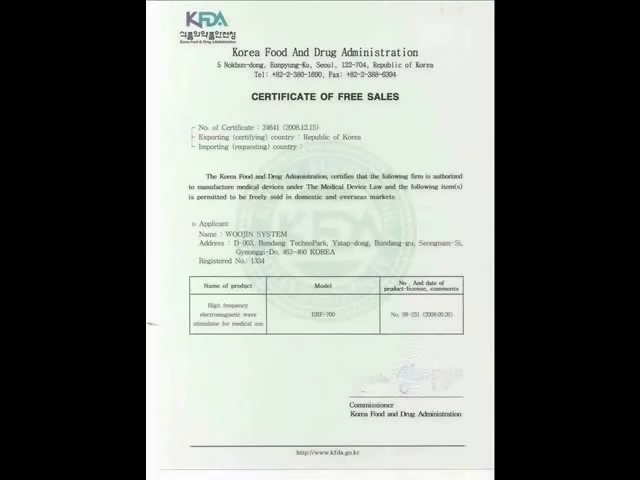 KFDA
식품의약품안전청
Korea Food & Drug Administration
Korea Food And Drug Administration
5 Nokbun-dong, Eunpyung-Ku, Seoul, 122-704, Republic of Korea
Tel: +82-2-380-1690, Fax: +82-2-388-6394
CERTIFICATE OF FREE SALES
No. of Certificate : 24641 (2008.12.15)
Exporting (certifying) country : Republic of Korea
Importing (requesting) country :
The Korea Food and Drug Administration, certifies that the following firm is authorized
to manufacture medical devices under The Medical Device Law and the following item(s)
is permitted to be freely sold in domestic and overseas markets.
o Applicant
Name : WOOJIN SYSTEM
Address : D-903, Bundang TechnoPark, Yatap-dong, Bundang-gu, Seongnam-Si,
Gyeonggi-Do, 463-400 KOREA
Registered No.: 1334
Name of product
Model
No. And date of
product-license, comments
High frequency
electromagnetic wave
stimulator for medical use
ERF-700
Commissioner
Korea Food and Drug Administration
http://www.kfda.go.kr